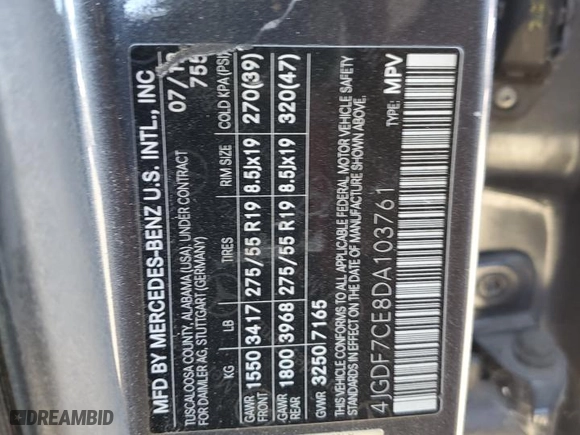 MFD BY MERCEDES-BENZ U.S. INTL., INC
TUSCALOOSA COUNTY, ALABAMA (USA), UNDER CONTRACT
FOR DAIMLER AG, STUTTGART (GERMANY)
07/1
755
KG LB TIRES RIM SIZE COLD KPA(PSI)
GAWR FRONT 1550 3417 275/55 R19 8.5Jx19 270(39)
GAWR REAR 1800 3968 275/55 R19 8.5Jx19 320(47)
GVWR 3250 7165
THIS VEHICLE CONFORMS TO ALL APPLICABLE FEDERAL MOTOR VEHICLE SAFETY
STANDARDS IN EFFECT ON THE DATE OF MANUFACTURE SHOWN ABOVE.
4JGDF7CE8DA103761 TYPE: MPV
DREAMBID